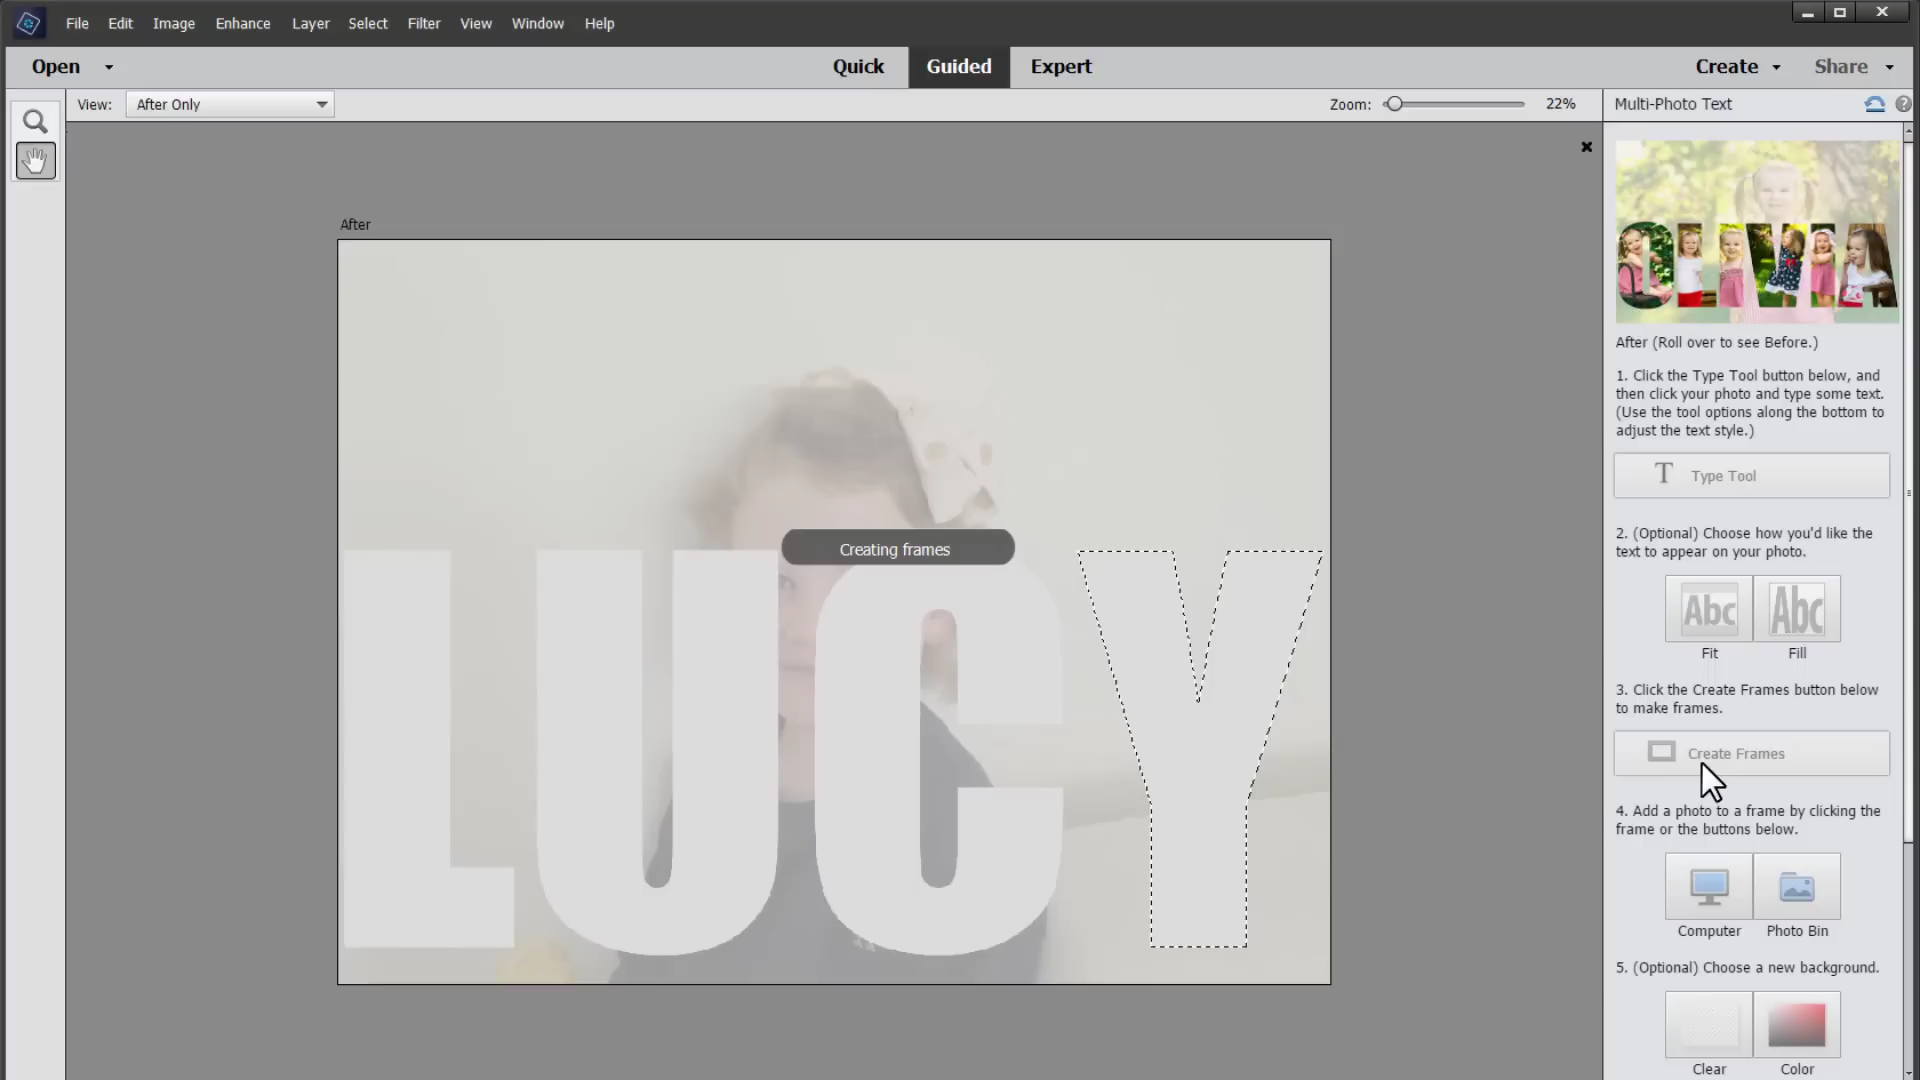 File Edit Image Enhance Layer Select Filter View Window Help
Open Quick Guided Expert Create Share
View: After Only Zoom: 22% Multi-Photo Text
After
After (Roll over to see Before.)
1. Click the Type Tool button below, and
then click your photo and type some text.
(Use the tool options along the bottom to
adjust the text style.)
T Type Tool
2. (Optional) Choose how you'd like the
text to appear on your photo.
Abc Abc
Fit Fill
3. Click the Create Frames button below
to make frames.
Create Frames
4. Add a photo to a frame by clicking the
frame or the buttons below.
Computer Photo Bin
5. (Optional) Choose a new background.
Clear Color
Creating frames
LUCY
OLIVIA